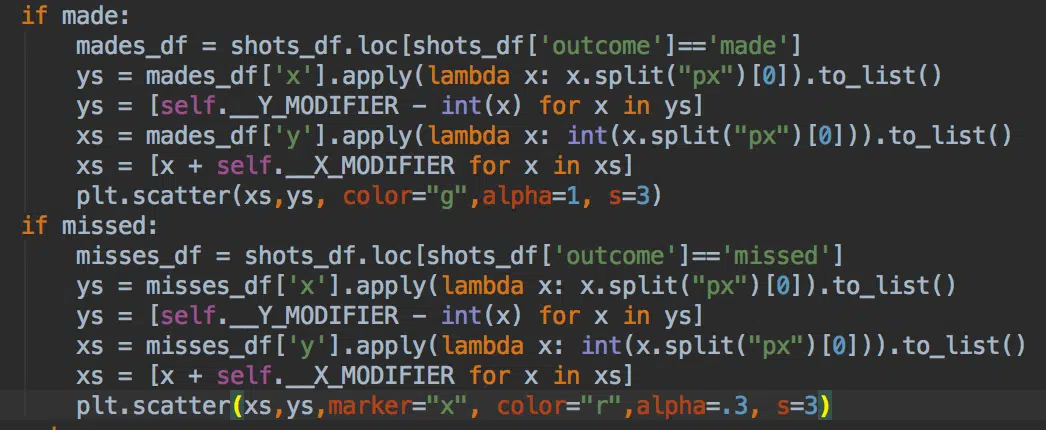 if made:
    mades_df = shots_df.loc[shots_df['outcome']=='made']
    ys = mades_df['x'].apply(lambda x: x.split("px")[0]).to_list()
    ys = [self.__Y_MODIFIER - int(x) for x in ys]
    xs = mades_df['y'].apply(lambda x: int(x.split("px")[0])).to_list()
    xs = [x + self.__X_MODIFIER for x in xs]
    plt.scatter(xs,ys, color="g",alpha=1, s=3)
if missed:
    misses_df = shots_df.loc[shots_df['outcome']=='missed']
    ys = misses_df['x'].apply(lambda x: x.split("px")[0]).to_list()
    ys = [self.__Y_MODIFIER - int(x) for x in ys]
    xs = misses_df['y'].apply(lambda x: int(x.split("px")[0])).to_list()
    xs = [x + self.__X_MODIFIER for x in xs]
    plt.scatter(xs,ys,marker="x", color="r",alpha=.3, s=3)